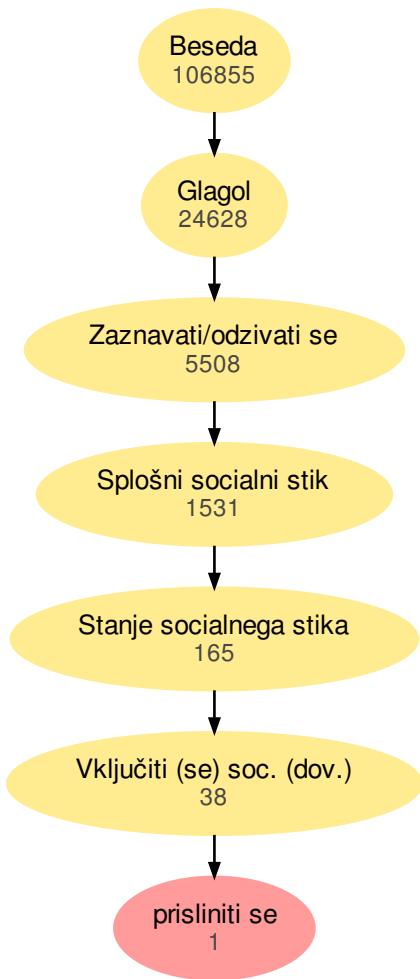 Beseda
106855
Glagol
24628
Zaznavati/odzivati se
5508
Splošni socialni stik
1531
Stanje socialnega stika
165
Vključiti (se) soc. (dov.)
38
prisliniti se
1